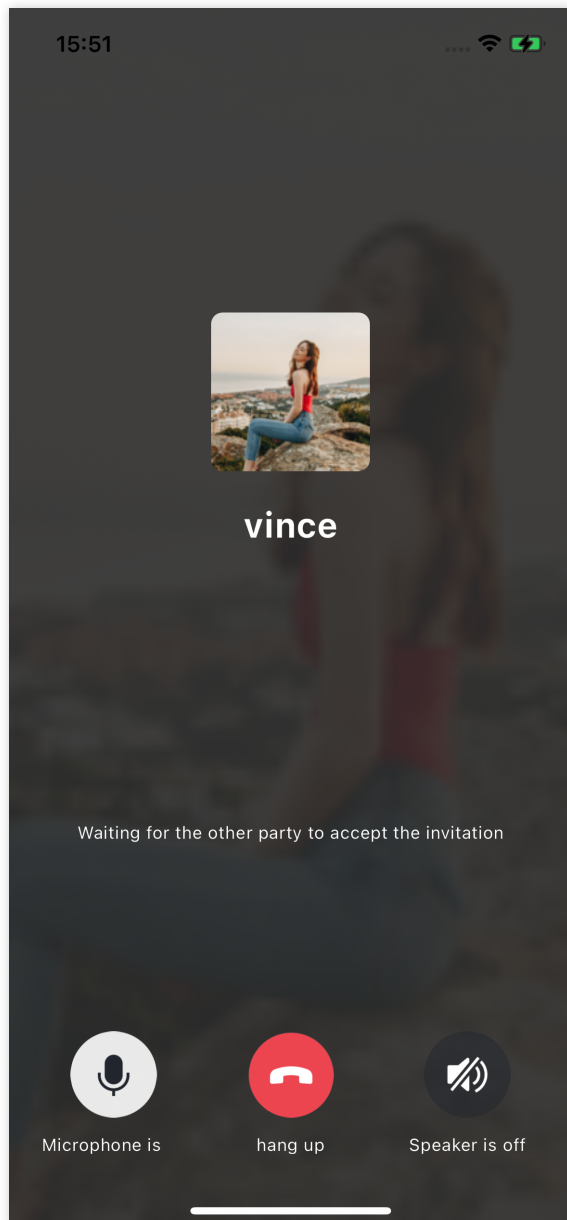 15:51
vince
Waiting for the other party to accept the invitation
Microphone is
hang up
Speaker is off